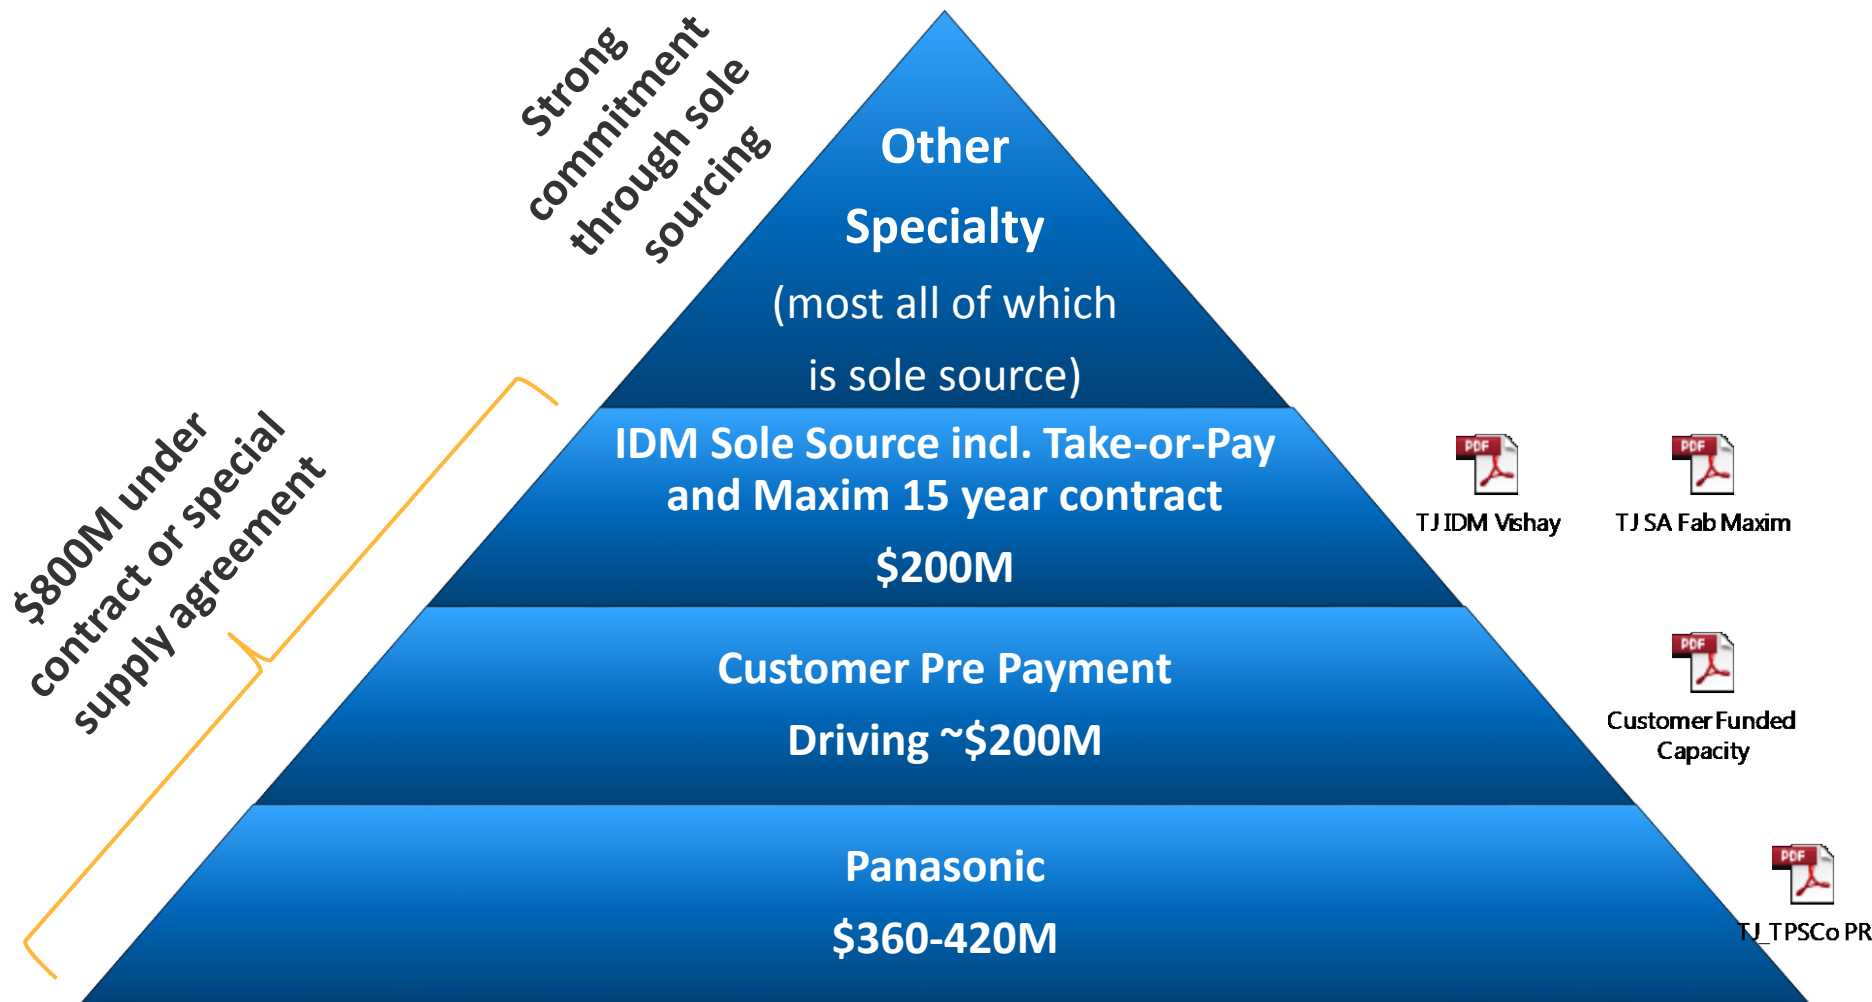 Strong
commitment
through sole
sourcing
Other
Specialty
(most all of which
is sole source)
$800M under
contract or special
supply agreement
IDM Sole Source incl. Take-or-Pay
and Maxim 15 year contract
$200M
PDF
TJ IDM Vishay
PDF
TJ SA Fab Maxim
Customer Pre Payment
Driving ~$200M
PDF
Customer Funded
Capacity
Panasonic
$360-420M
PDF
TJ_TPSCo PR